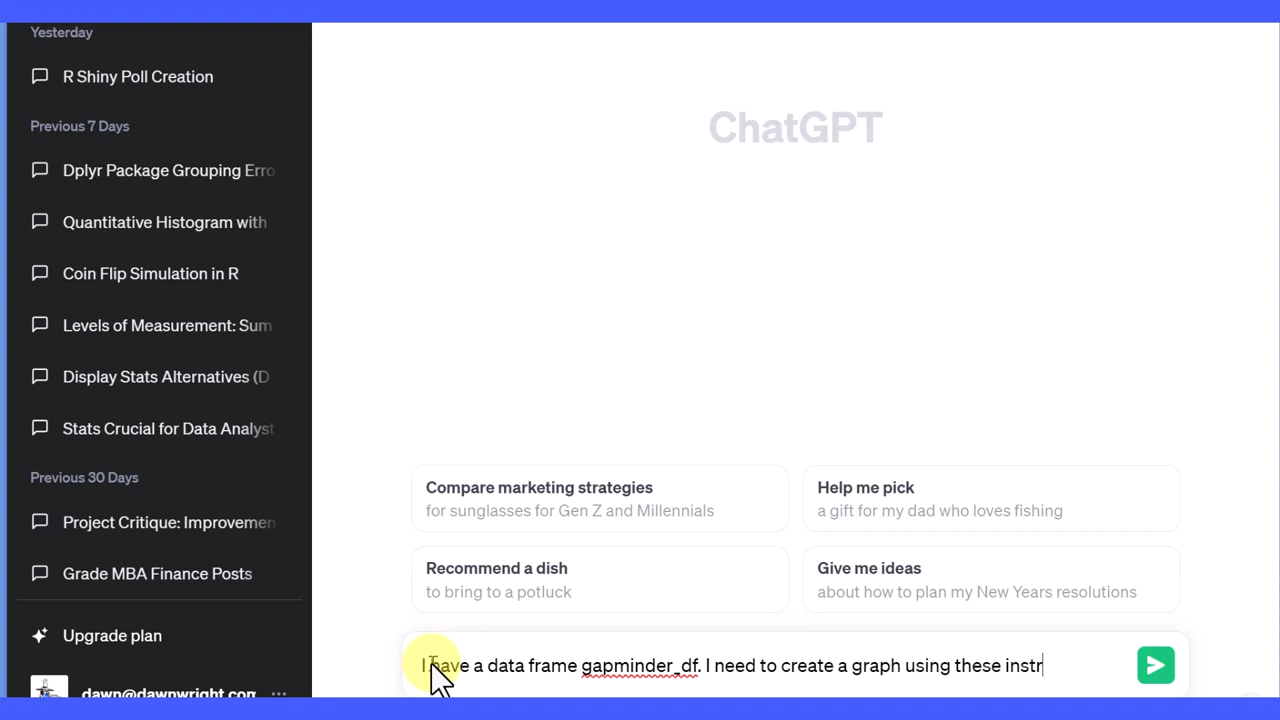 Yesterday
R Shiny Poll Creation
Previous 7 Days
Dplyr Package Grouping Erro
Quantitative Histogram with
Coin Flip Simulation in R
Levels of Measurement: Sum
Display Stats Alternatives (D
Stats Crucial for Data Analyst
Previous 30 Days
Project Critique: Improvemen
Grade MBA Finance Posts
Upgrade plan
dawn@dawnwright.com
ChatGPT
Compare marketing strategies
for sunglasses for Gen Z and Millennials
Help me pick
a gift for my dad who loves fishing
Recommend a dish
to bring to a potluck
Give me ideas
about how to plan my New Years resolutions
I have a data frame gapminder_df. I need to create a graph using these instr